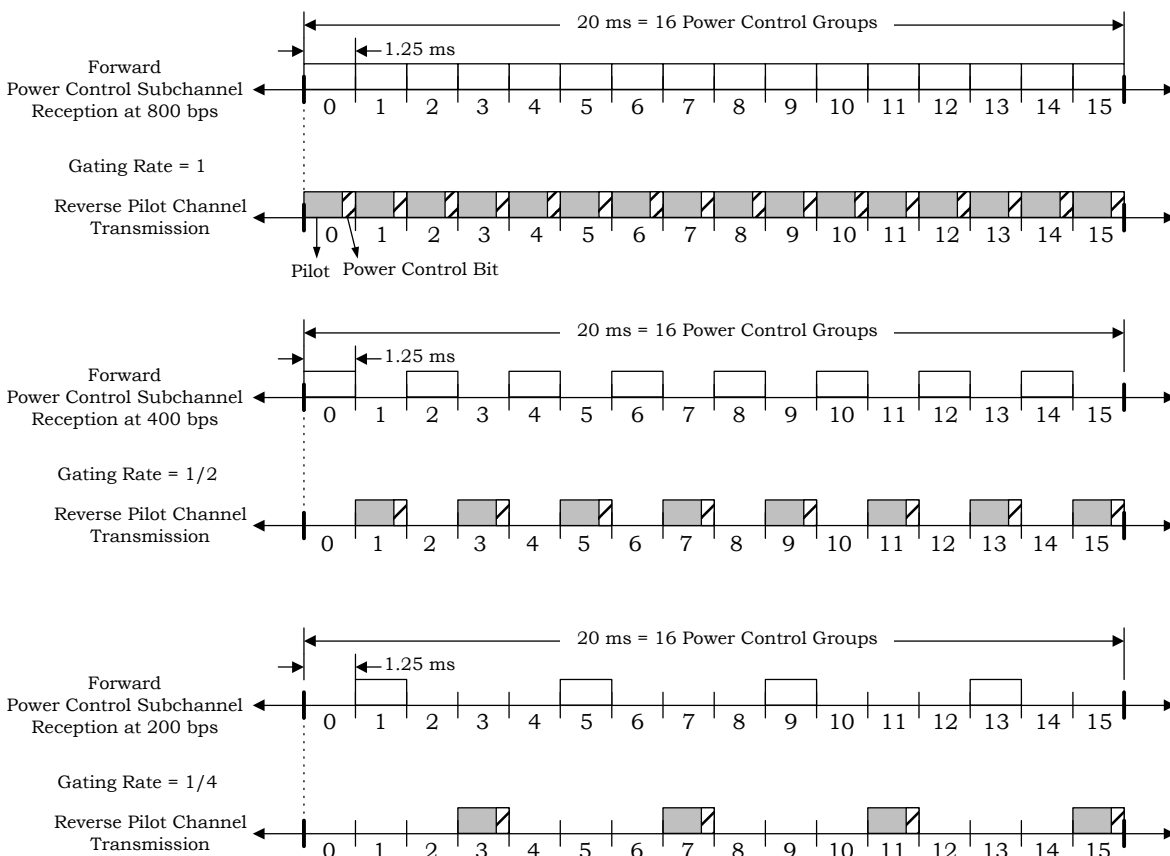 20 ms = 16 Power Control Groups
1.25 ms
Forward
Power Control Subchannel
Reception at 800 bps
0 1 2 3 4 5 6 7 8 9 10 11 12 13 14 15
Gating Rate = 1
Reverse Pilot Channel
Transmission
0 1 2 3 4 5 6 7 8 9 10 11 12 13 14 15
Pilot Power Control Bit
20 ms = 16 Power Control Groups
1.25 ms
Forward
Power Control Subchannel
Reception at 400 bps
0 1 2 3 4 5 6 7 8 9 10 11 12 13 14 15
Gating Rate = 1/2
Reverse Pilot Channel
Transmission
0 1 2 3 4 5 6 7 8 9 10 11 12 13 14 15
20 ms = 16 Power Control Groups
1.25 ms
Forward
Power Control Subchannel
Reception at 200 bps
0 1 2 3 4 5 6 7 8 9 10 11 12 13 14 15
Gating Rate = 1/4
Reverse Pilot Channel
Transmission
0 1 2 3 4 5 6 7 8 9 10 11 12 13 14 15